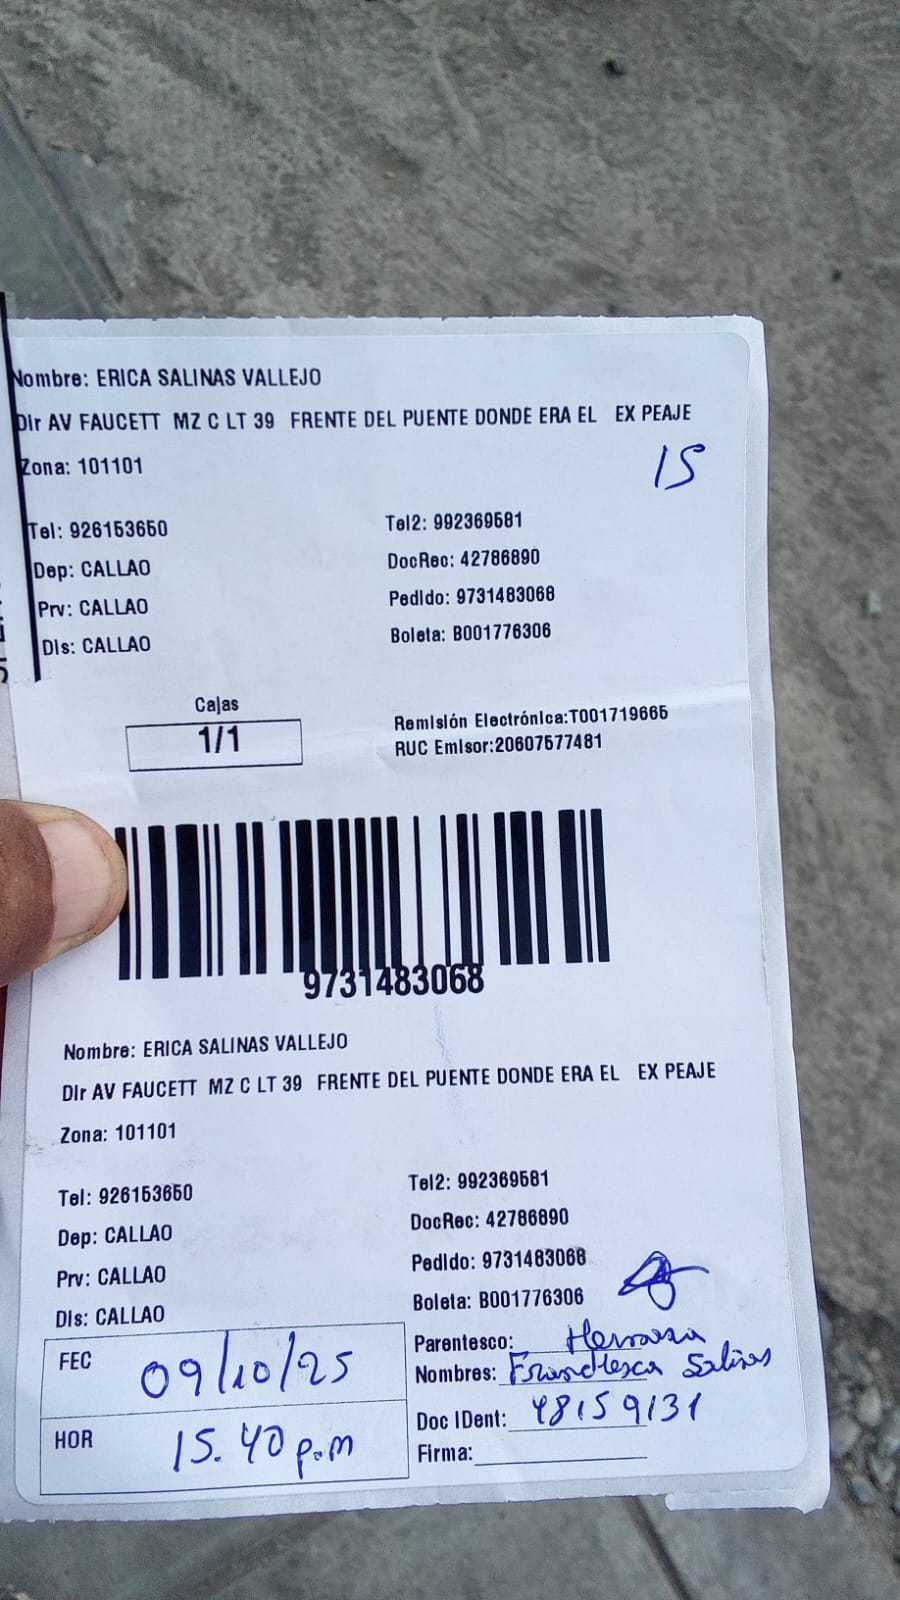 Nombre: ERICA SALINAS VALLEJO
Dir AV FAUCETT MZ C LT 39 FRENTE DEL PUENTE DONDE ERA EL EX PEAJE
Zona: 101101
15
Tel: 926153650 Tel2: 992369581
Dep: CALLAO DocRec: 42786890
Prv: CALLAO Pedido: 9731483068
Dis: CALLAO Boleta: B001776306
Cajas
1/1
Remisión Electrónica:T001719665
RUC Emisor:20607577481
9731483068
Nombre: ERICA SALINAS VALLEJO
Dir AV FAUCETT MZ C LT 39 FRENTE DEL PUENTE DONDE ERA EL EX PEAJE
Zona: 101101
Tel: 926153650 Tel2: 992369581
Dep: CALLAO DocRec: 42786890
Prv: CALLAO Pedido: 9731483068
Dis: CALLAO Boleta: B001776306
FEC 09/10/25
HOR 15.40 p.m
Parentesco: Hermana
Nombres: Salinas
Doc IDent: 48159131
Firma: